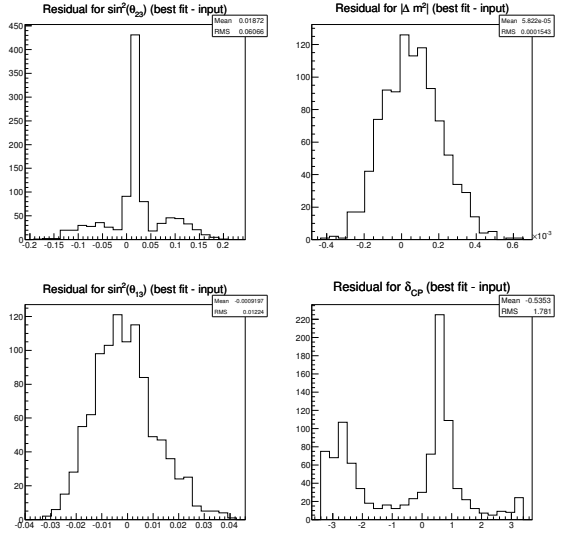 Residual for sin²(θ₂₃) (best fit - input)
Mean 0.01872
RMS 0.06066
450
400
350
300
250
200
150
100
50
0
-0.2 -0.15 -0.1 -0.05 0 0.05 0.1 0.15 0.2
Residual for |Δ m²| (best fit - input)
Mean 5.822e-05
RMS 0.0001543
120
100
80
60
40
20
0
-0.4 -0.2 0 0.2 0.4 0.6
×10⁻³
Residual for sin²(θ₁₃) (best fit - input)
Mean -0.0009197
RMS 0.01224
120
100
80
60
40
20
0
-0.04 -0.03 -0.02 -0.01 0 0.01 0.02 0.03 0.04
Residual for δCP (best fit - input)
Mean -0.5353
RMS 1.781
220
200
180
160
140
120
100
80
60
40
20
0
-3 -2 -1 0 1 2 3